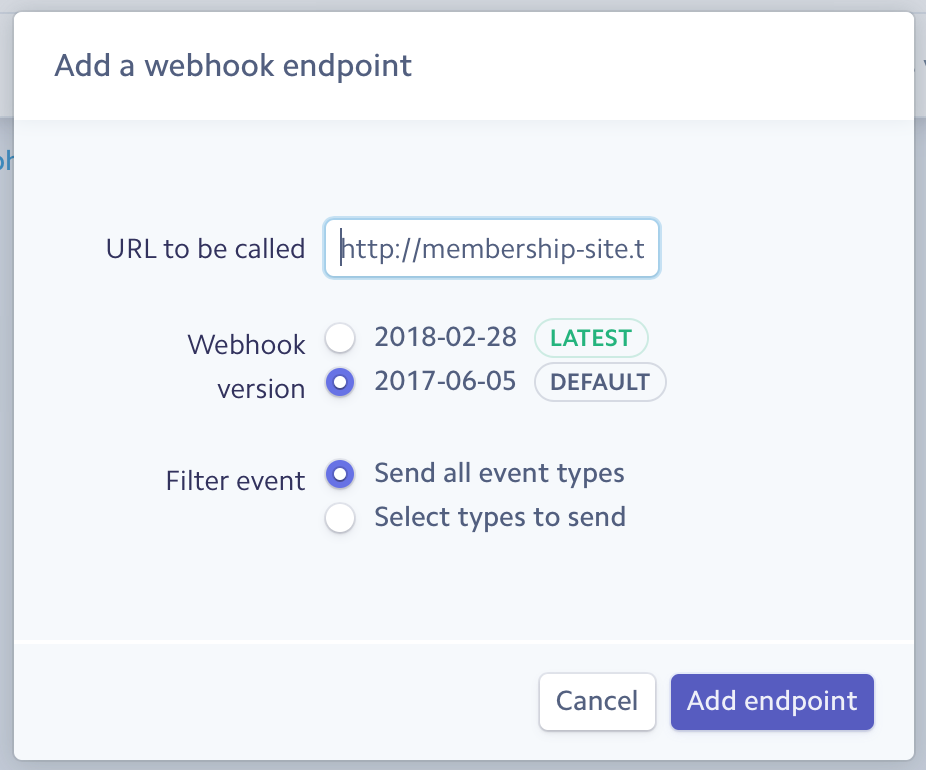 Add a webhook endpoint
URL to be called
http://membership-site.t
Webhook version
2018-02-28 LATEST
2017-06-05 DEFAULT
Filter event
Send all event types
Select types to send
Cancel
Add endpoint